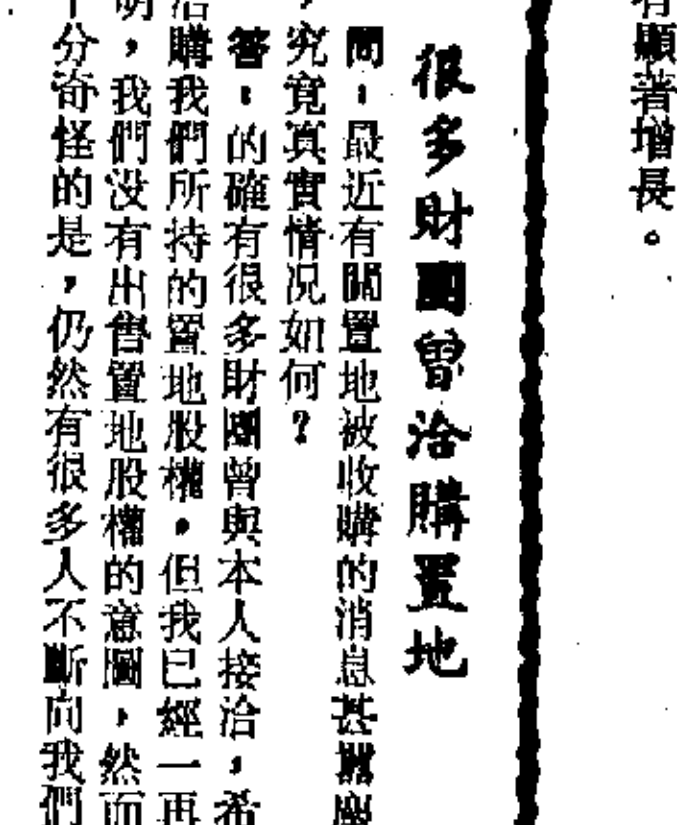 有顯著增長。
很多財團曾洽購置地
問：最近有關置地被收購的消息甚囂塵
，究竟真實情况如何？
答：的確有很多財團曾與本人接洽，希
洽購我們所持的置地股權。但我已經一再
明，我們没有出售置地股權的意圖，然而
十分奇怪的是，仍然有很多人不斷向我們